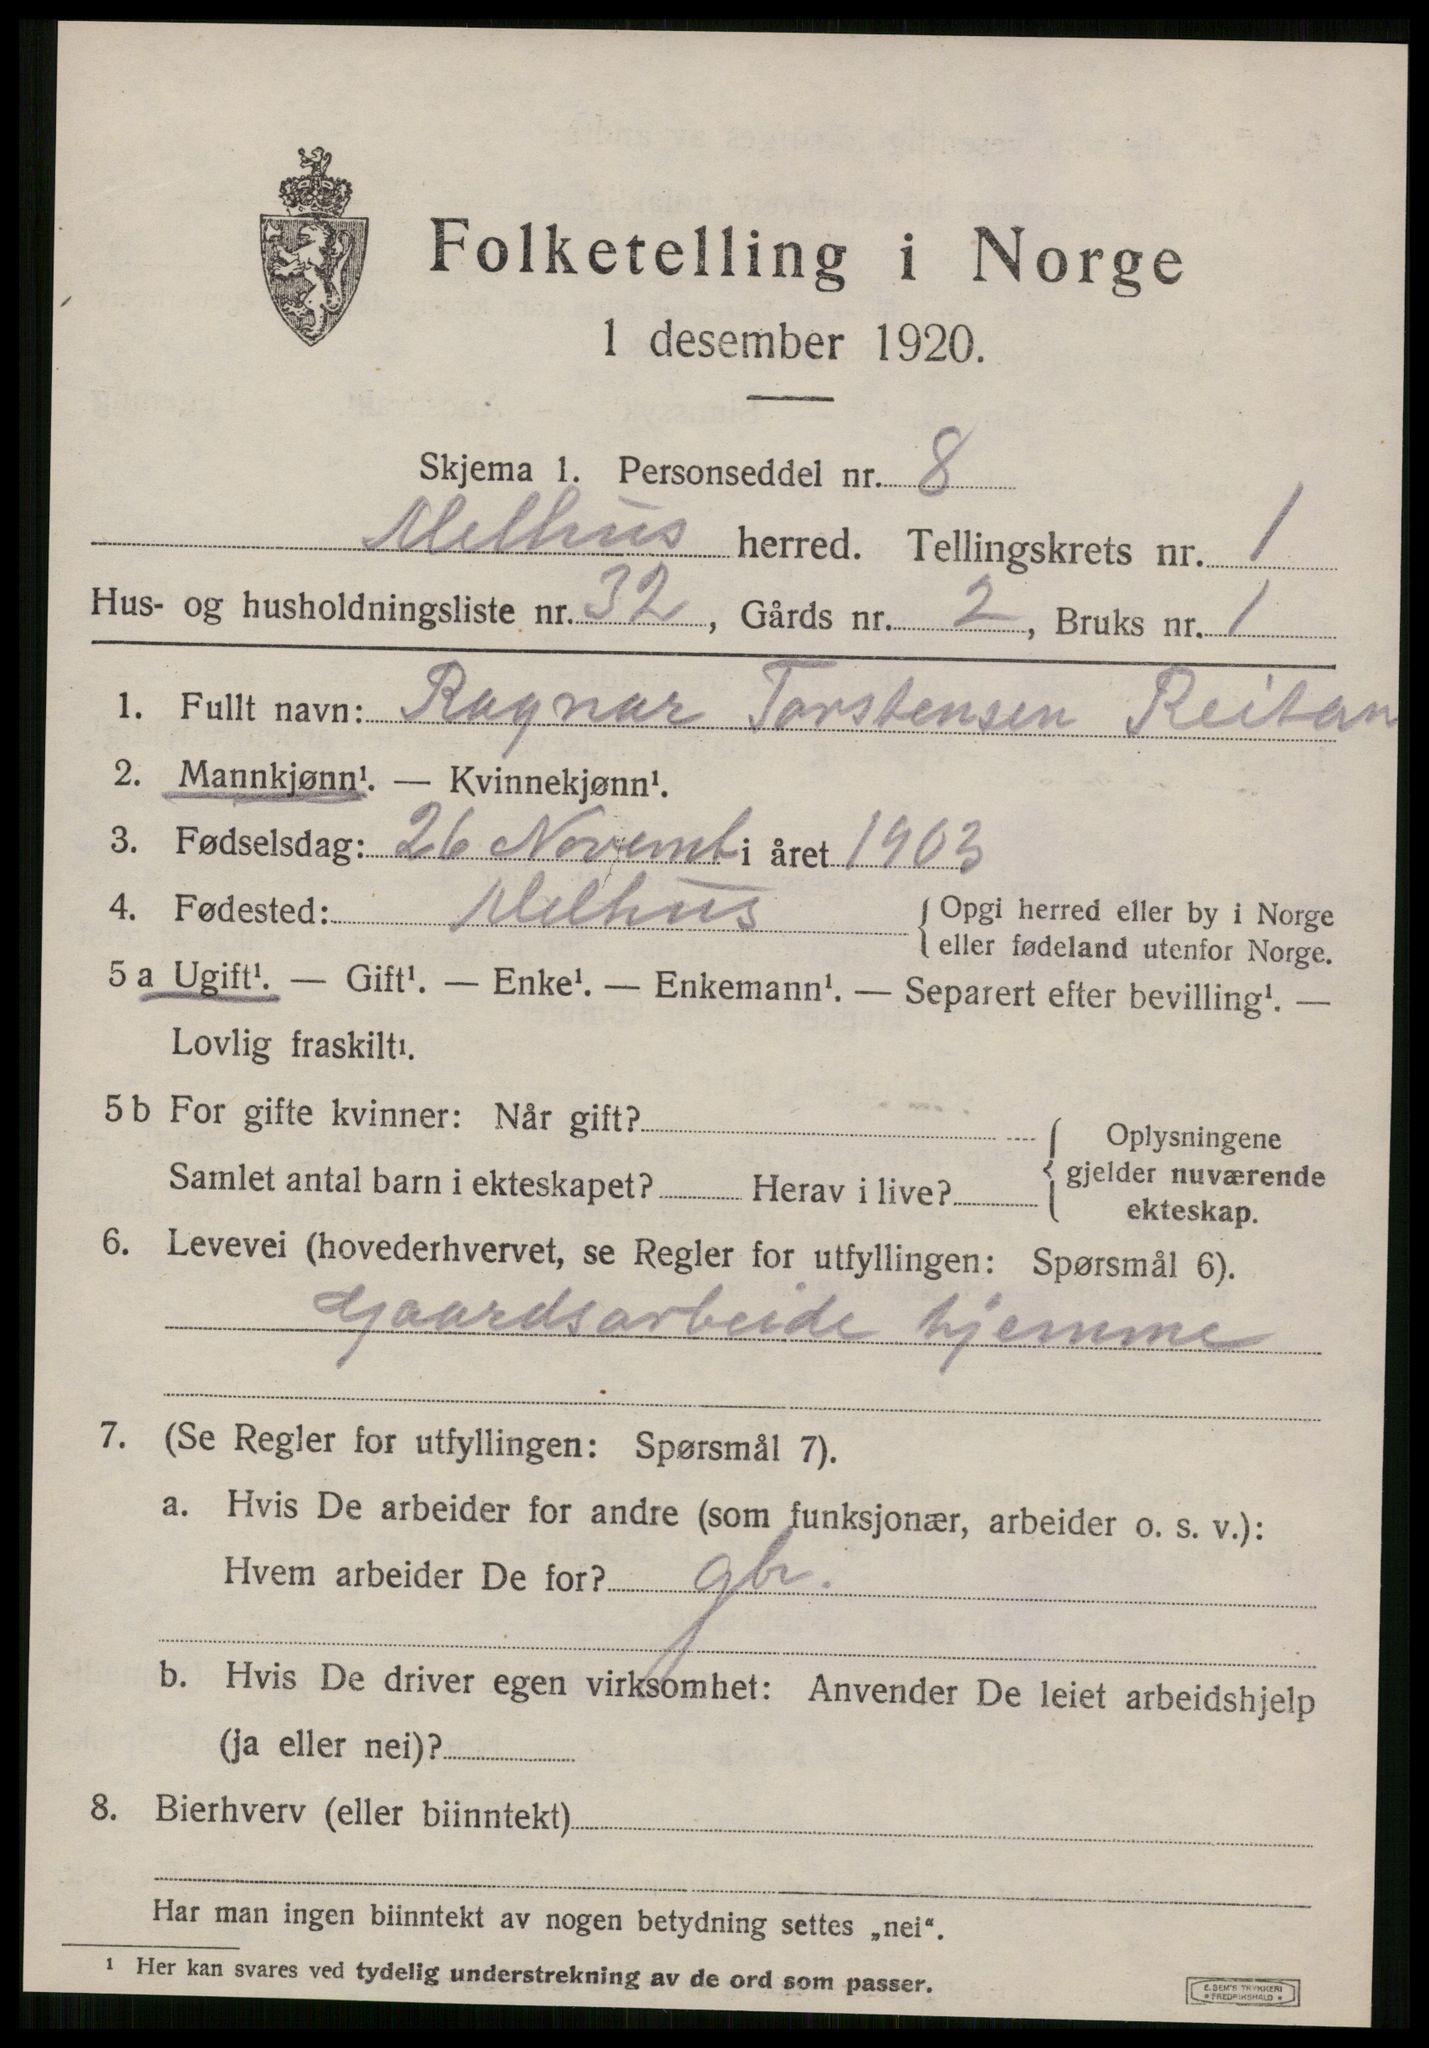 Folketelling i Norge
1 desember 1920.
Skjema 1. Personseddel nr. 8
Melhus herred. Tellingskrets nr. 1
Hus- og husholdningsliste nr. 32, Gårds nr. 2, Bruks nr. 1
1. Fullt navn: Ragnar Torstensen Reitan
2. Mannkjønn¹. — Kvinnekjønn¹.
3. Fødselsdag: 26 Novemb i året 1903
4. Fødested: Melhus {Opgi herred eller by i Norge
eller fødeland utenfor Norge.
5 a Ugift¹. — Gift¹. — Enke¹. — Enkemann¹. — Separert efter bevilling¹. —
Lovlig fraskilt¹.
5 b For gifte kvinner: Når gift? {Oplysningene
gjelder nuværende
Samlet antal barn i ekteskapet? Herav i live?
ekteskap.
6. Levevei (hovederhvervet, se Regler for utfyllingen: Spørsmål 6).
Gaardsarbeide hjemme
7. (Se Regler for utfyllingen: Spørsmål 7).
a. Hvis De arbeider for andre (som funksjonær, arbeider o. s. v.):
Hvem arbeider De for? gbr.
b. Hvis De driver egen virksomhet: Anvender De leiet arbeidshjelp
(ja eller nei)?
8. Bierhverv (eller biinntekt)
Har man ingen biinntekt av nogen betydning settes „nei“.
¹ Her kan svares ved tydelig understrekning av de ord som passer.
E. SEM'S TRYKKERI
* FREDRIKSHALD *